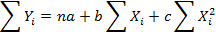 ∑ Yᵢ = na + b ∑ Xᵢ + c ∑ Xᵢ²